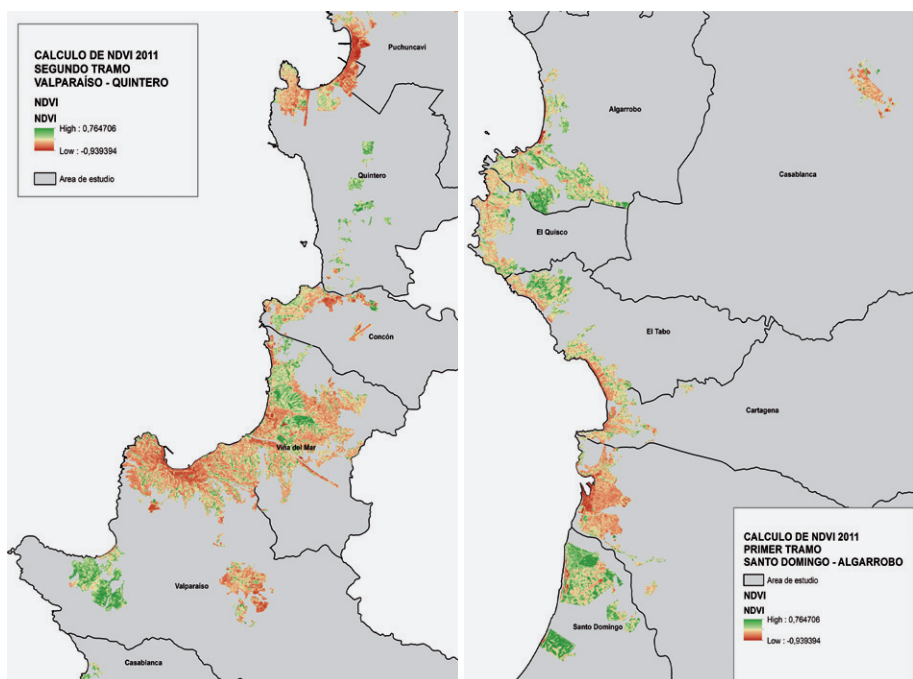 CALCULO DE NDVI 2011
SEGUNDO TRAMO
VALPARAÍSO - QUINTERO
NDVI
NDVI
High : 0,764706
Low : -0,939394
Area de estudio
Puchuncavi
Quintero
Concón
Viña del Mar
Valparaíso
Casablanca
Algarrobo
Casablanca
El Quisco
El Tabo
Cartagena
Santo Domingo
CALCULO DE NDVI 2011
PRIMER TRAMO
SANTO DOMINGO - ALGARROBO
Area de estudio
NDVI
NDVI
High : 0,764706
Low : -0,939394